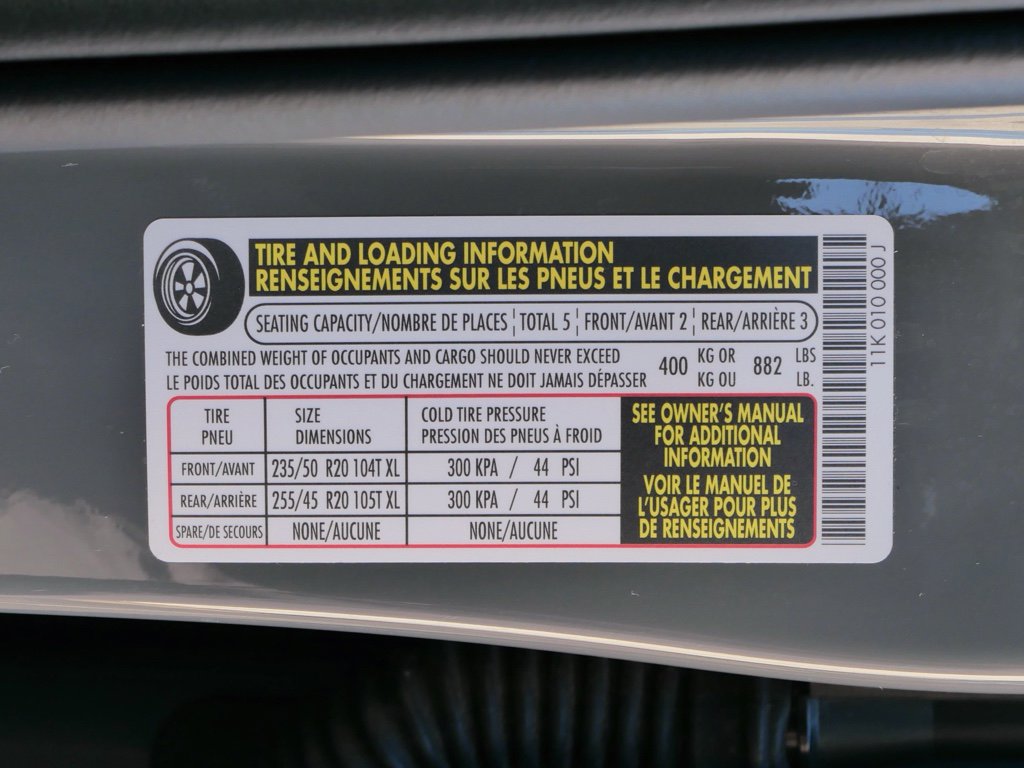 TIRE AND LOADING INFORMATION
RENSEIGNEMENTS SUR LES PNEUS ET LE CHARGEMENT
SEATING CAPACITY/NOMBRE DE PLACES TOTAL 5 FRONT/AVANT 2 REAR/ARRIÈRE 3
THE COMBINED WEIGHT OF OCCUPANTS AND CARGO SHOULD NEVER EXCEED
LE POIDS TOTAL DES OCCUPANTS ET DU CHARGEMENT NE DOIT JAMAIS DÉPASSER
400 KG OR 882 LBS
KG OU LB.
TIRE SIZE COLD TIRE PRESSURE
PNEU DIMENSIONS PRESSION DES PNEUS À FROID
FRONT/AVANT 235/50 R20 104T XL 300 KPA / 44 PSI
REAR/ARRIÈRE 255/45 R20 105T XL 300 KPA / 44 PSI
SPARE/DE SECOURS NONE/AUCUNE NONE/AUCUNE
SEE OWNER'S MANUAL
FOR ADDITIONAL
INFORMATION
VOIR LE MANUEL DE
L'USAGER POUR PLUS
DE RENSEIGNEMENTS
11K 010 000 J